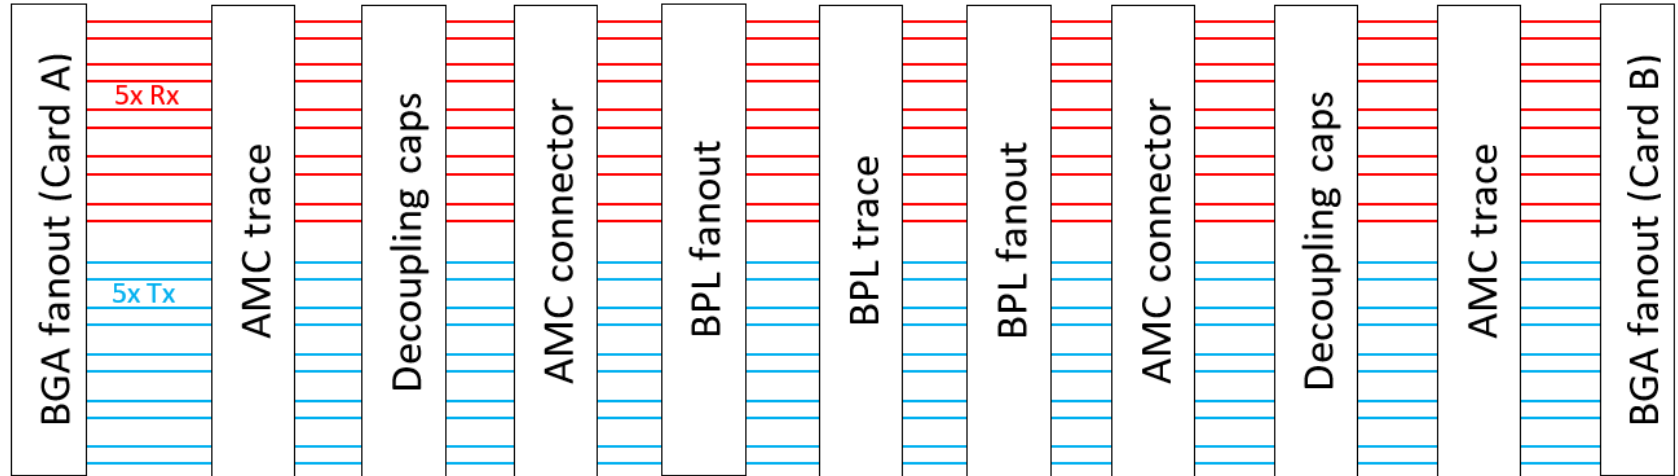 BGA fanout (Card A)
5x Rx
5x Tx
AMC trace
Decoupling caps
AMC connector
BPL fanout
BPL trace
BPL fanout
AMC connector
Decoupling caps
AMC trace
BGA fanout (Card B)